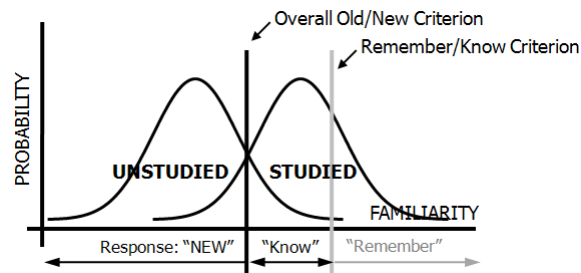 Overall Old/New Criterion
Remember/Know Criterion
PROBABILITY
UNSTUDIED
STUDIED
FAMILIARITY
Response: “NEW”
“Know”
“Remember”